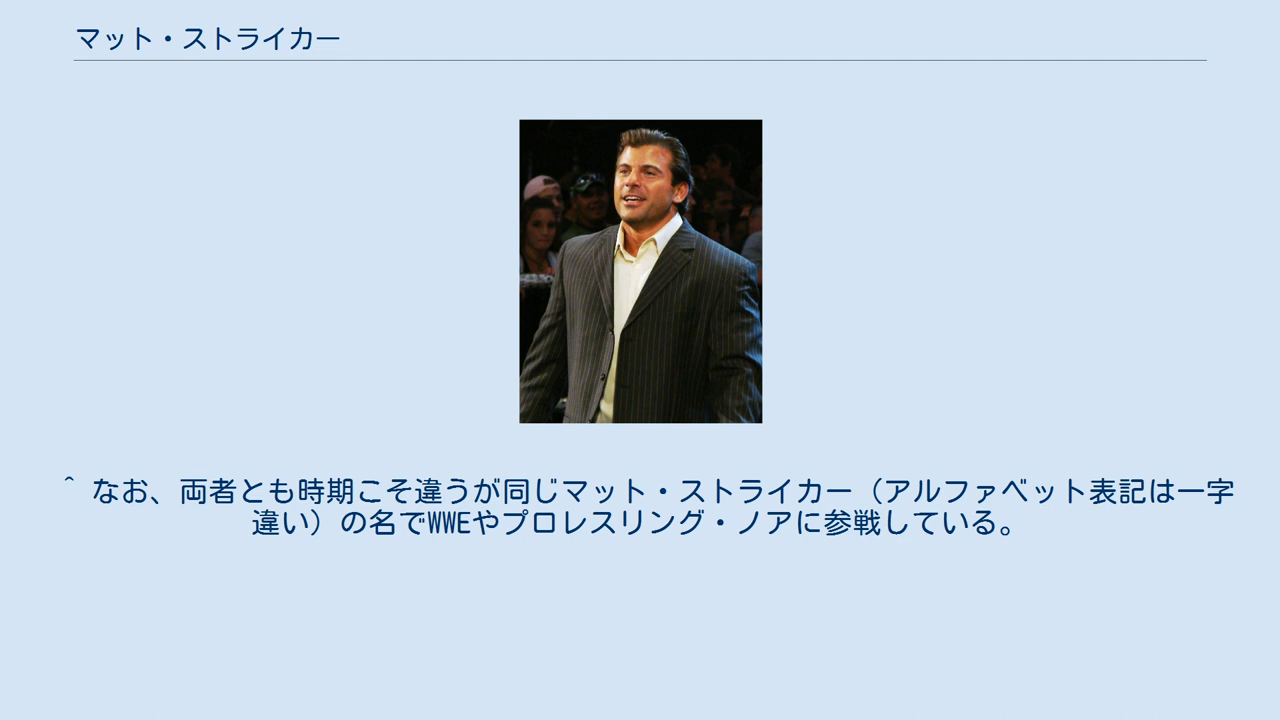 マット・ストライカー
^ なお、両者とも時期こそ違うが同じマット・ストライカー（アルファベット表記は一字
違い）の名でWWEやプロレスリング・ノアに参戦している。